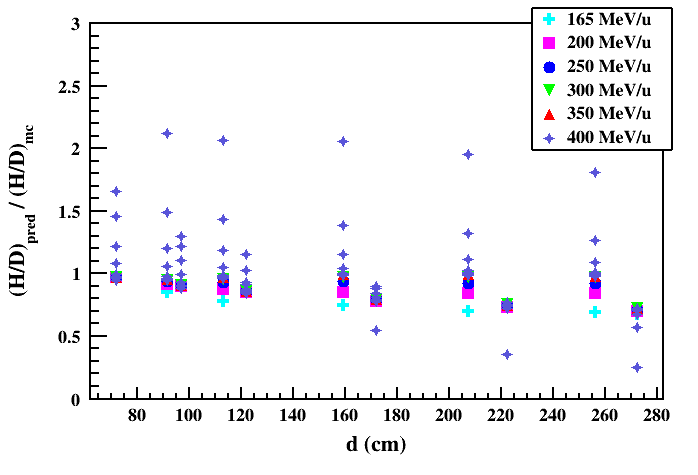 3
2.5
2
1.5
1
0.5
0
(H/D)pred / (H/D)mc
165 MeV/u
200 MeV/u
250 MeV/u
300 MeV/u
350 MeV/u
400 MeV/u
80 100 120 140 160 180 200 220 240 260 280
d (cm)